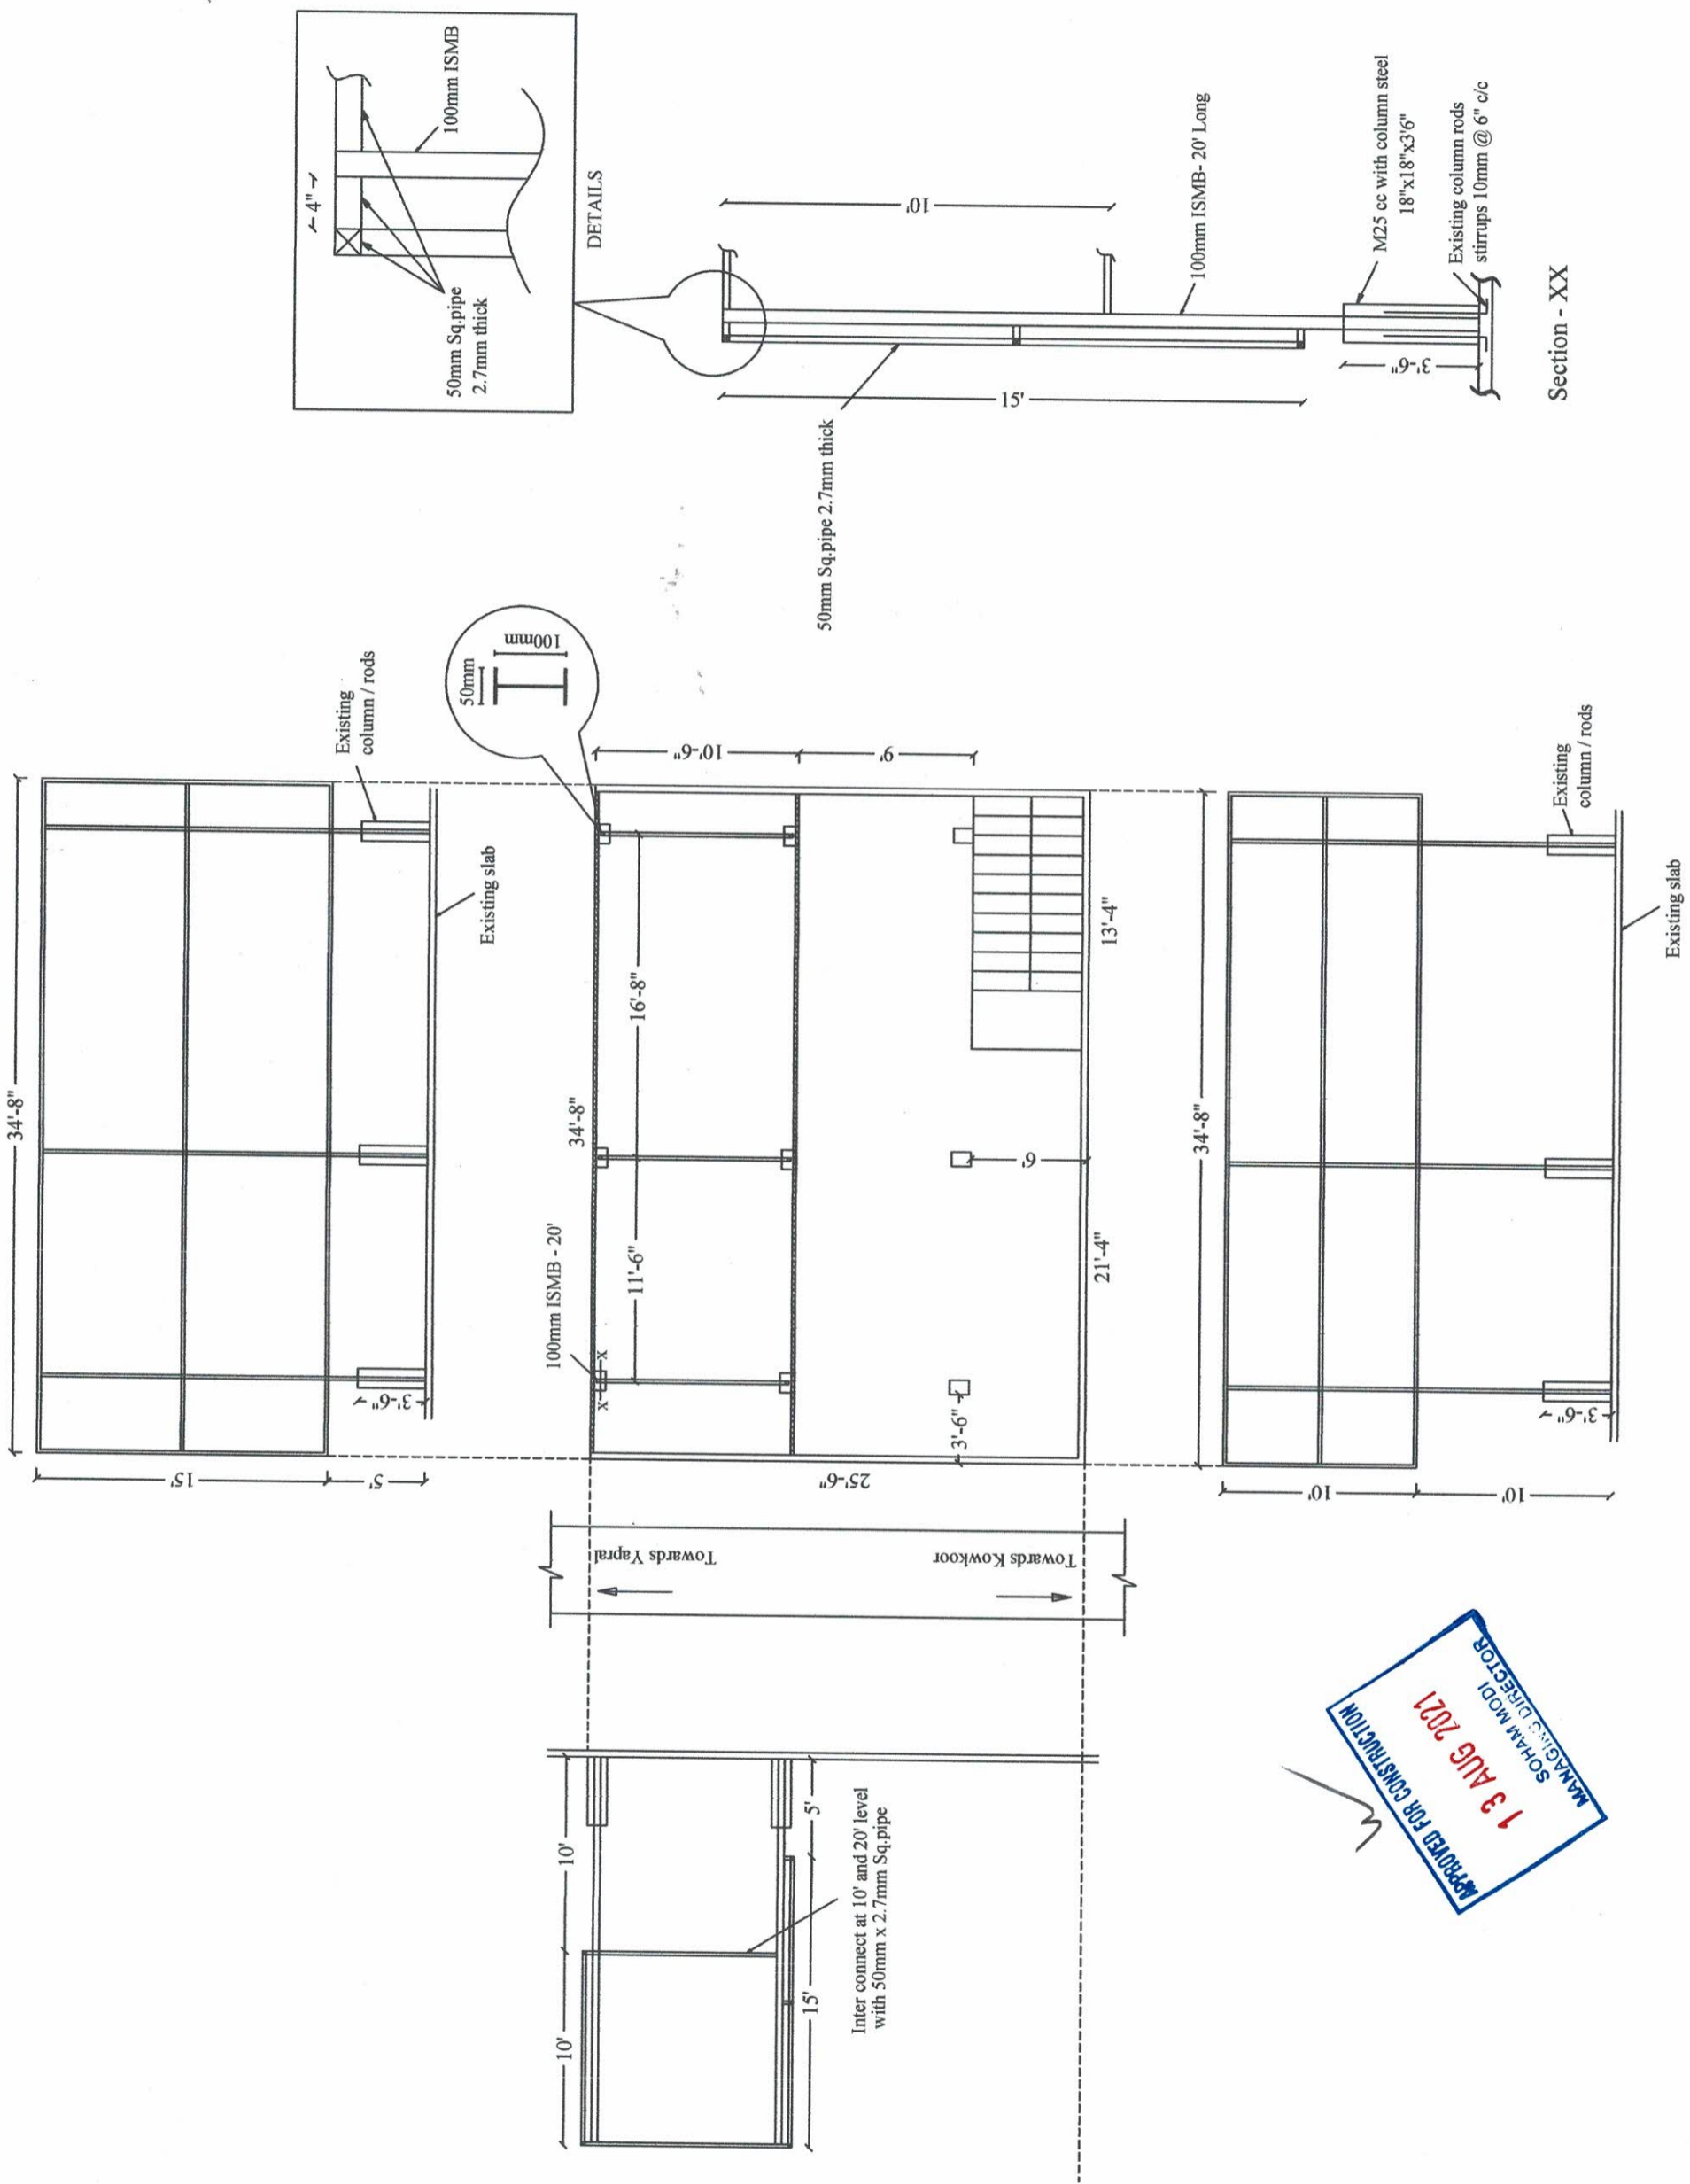 34'-8"
15'
5'
3'-6"
Existing
column / rods
Existing slab
50mm
100mm
100mm ISMB - 20'
34'-8"
x
x
11'-6"
16'-8"
10'-6"
9'
6'
3'-6"
25'-6"
21'-4"
13'-4"
34'-8"
10'
10'
3'-6"
Existing
column / rods
Existing slab
Towards Yapral
Towards Kowkoor
10'
10'
15'
5'
Inter connect at 10' and 20' level
with 50mm x 2.7mm Sq.pipe
4"
50mm Sq.pipe
2.7mm thick
100mm ISMB
DETAILS
10'
15'
50mm Sq.pipe 2.7mm thick
100mm ISMB- 20' Long
3'-6"
M25 cc with column steel
18"x18"x3'6"
Existing column rods
stirrups 10mm @ 6" c/c
Section - XX
APPROVED FOR CONSTRUCTION
13 AUG 2021
SOHAM MODI
MANAGING DIRECTOR